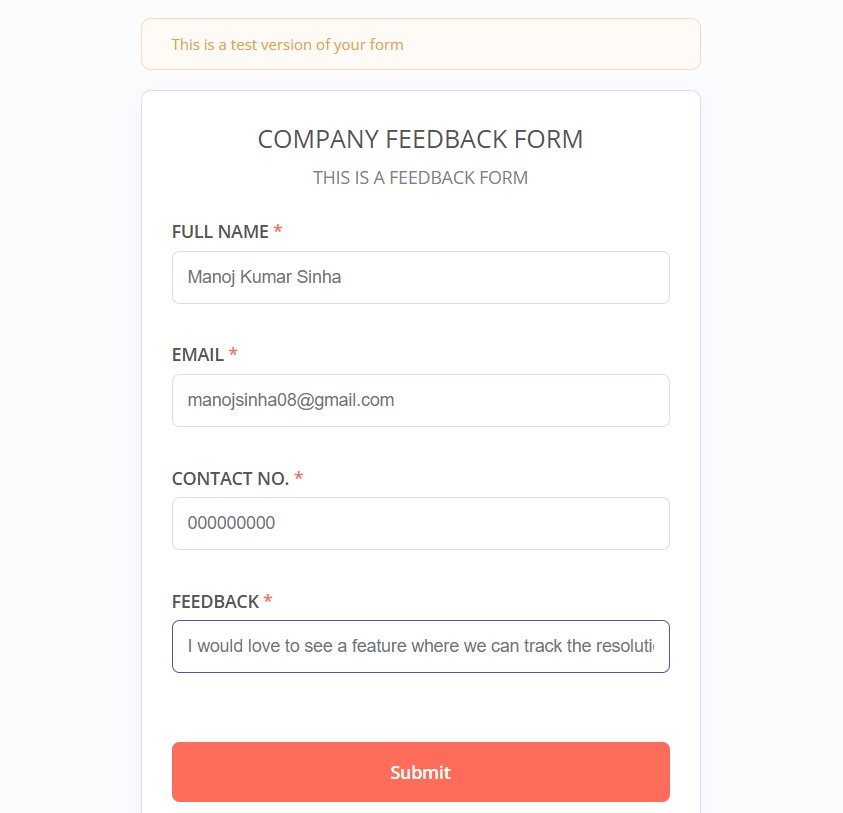 This is a test version of your form
COMPANY FEEDBACK FORM
THIS IS A FEEDBACK FORM
FULL NAME *
Manoj Kumar Sinha
EMAIL *
manojsinha08@gmail.com
CONTACT NO. *
000000000
FEEDBACK *
I would love to see a feature where we can track the resoluti
Submit